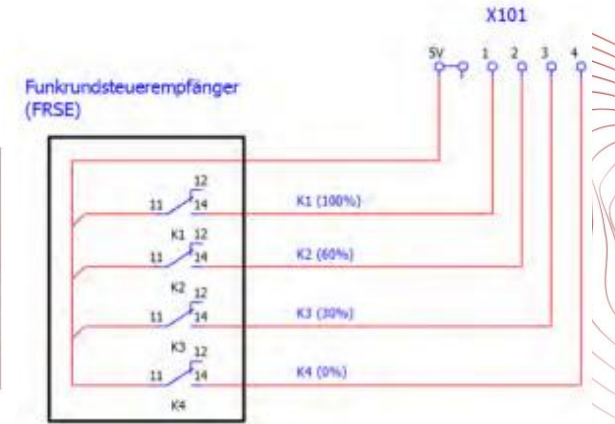 X101
5V 1 2 3 4
Funkrundsteuerempfänger
(FRSE)
12
11 14 K1 (100%)
K1 12
11 14 K2 (60%)
K2 12
11 14 K3 (30%)
K3 12
11 14 K4 (0%)
K4